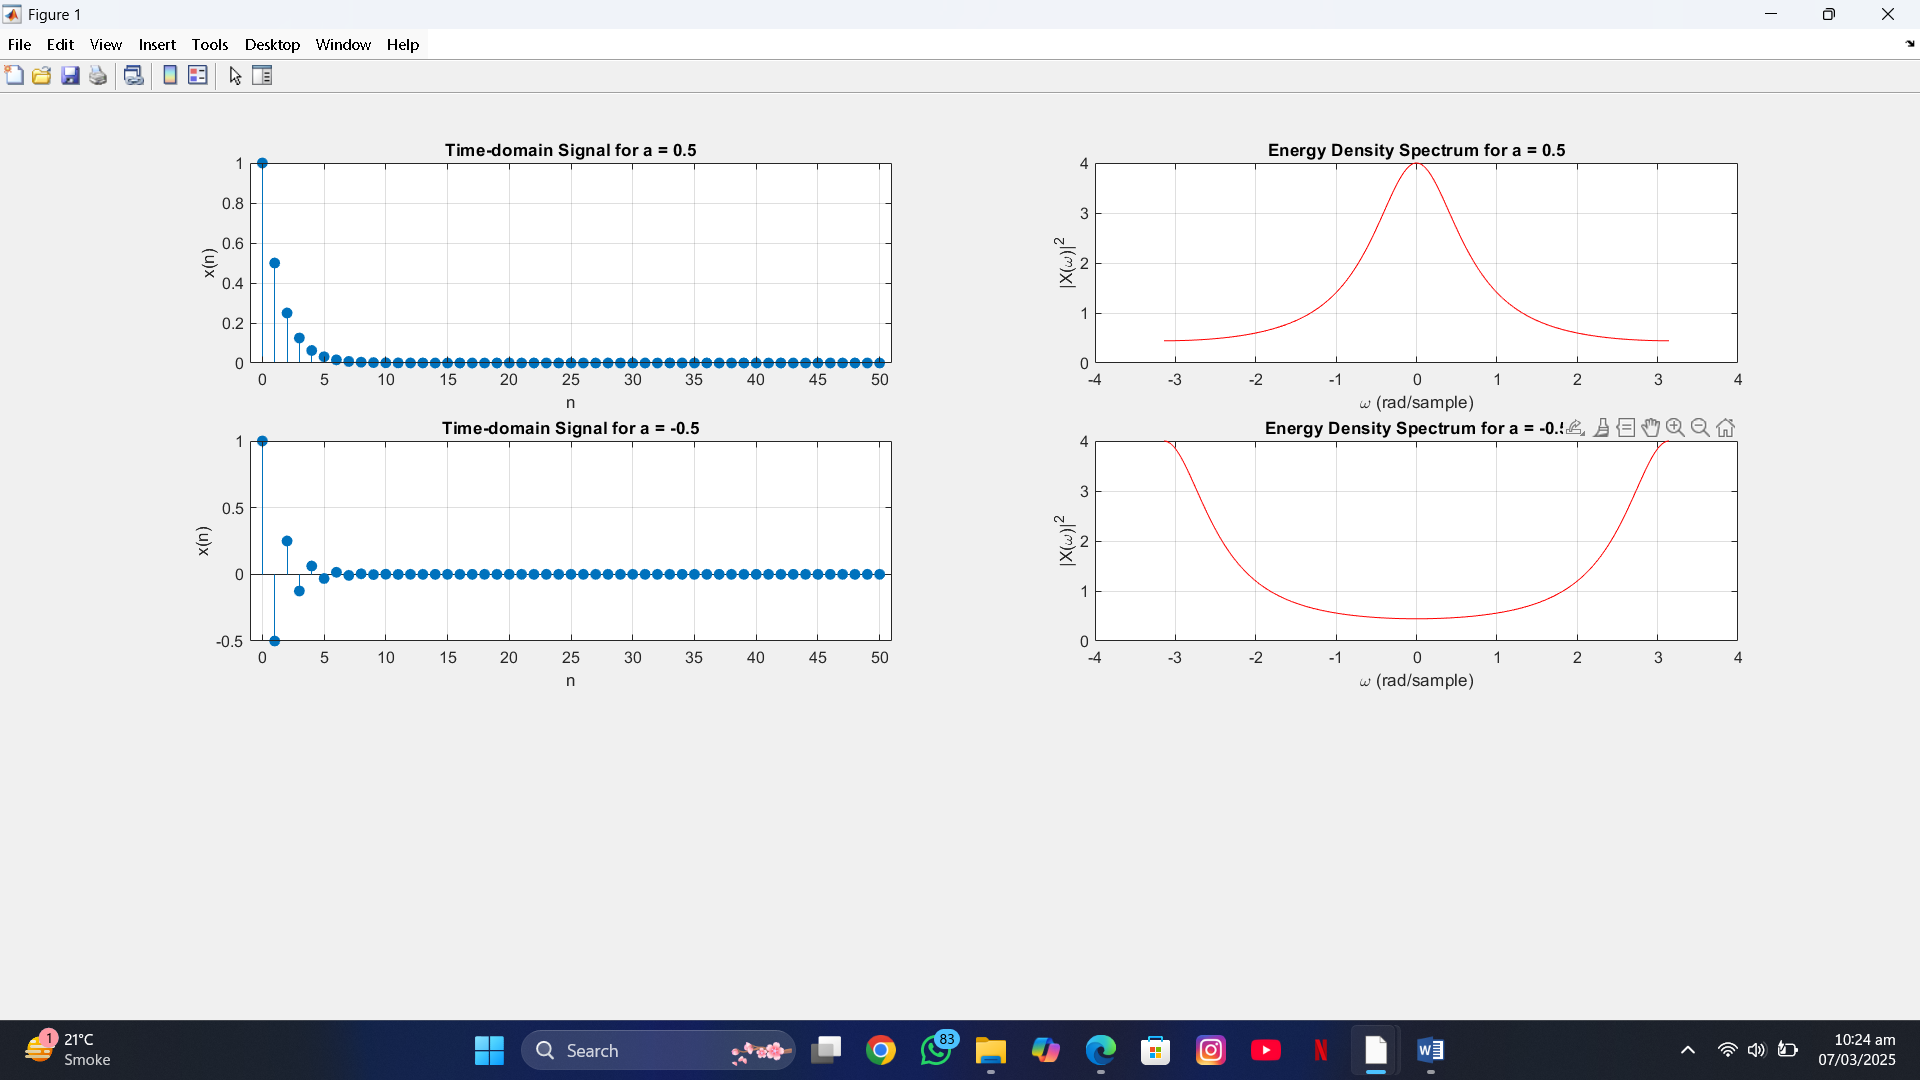 Figure 1
File Edit View Insert Tools Desktop Window Help
Time-domain Signal for a = 0.5
1
0.8
0.6
0.4
0.2
0
x(n)
0 5 10 15 20 25 30 35 40 45 50
n
Energy Density Spectrum for a = 0.5
4
3
2
1
0
|X(ω)|²
-4 -3 -2 -1 0 1 2 3 4
ω (rad/sample)
Time-domain Signal for a = -0.5
1
0.5
0
-0.5
x(n)
0 5 10 15 20 25 30 35 40 45 50
n
Energy Density Spectrum for a = -0.5
4
3
2
1
0
|X(ω)|²
-4 -3 -2 -1 0 1 2 3 4
ω (rad/sample)
1
21°C
Smoke
Search
83
10:24 am
07/03/2025